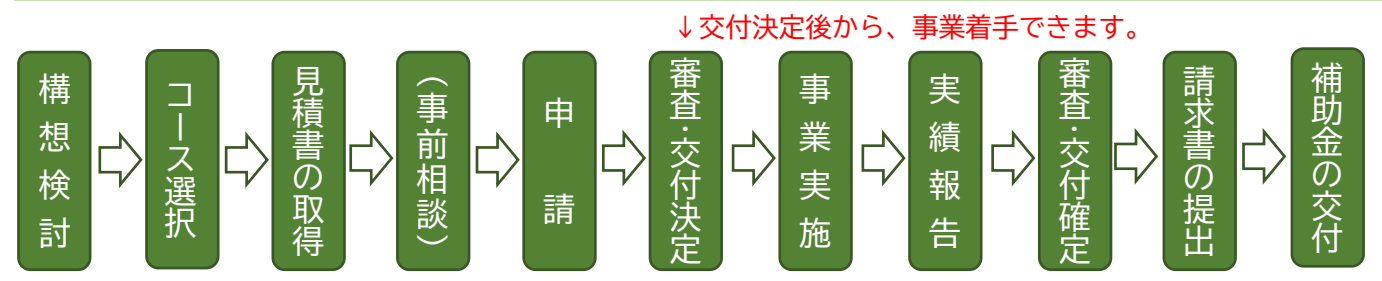 ↓交付決定後から、事業着手できます。
構想検討
コース選択
見積書の取得
（事前相談）
申請
審査・交付決定
事業実施
実績報告
審査・交付確定
請求書の提出
補助金の交付